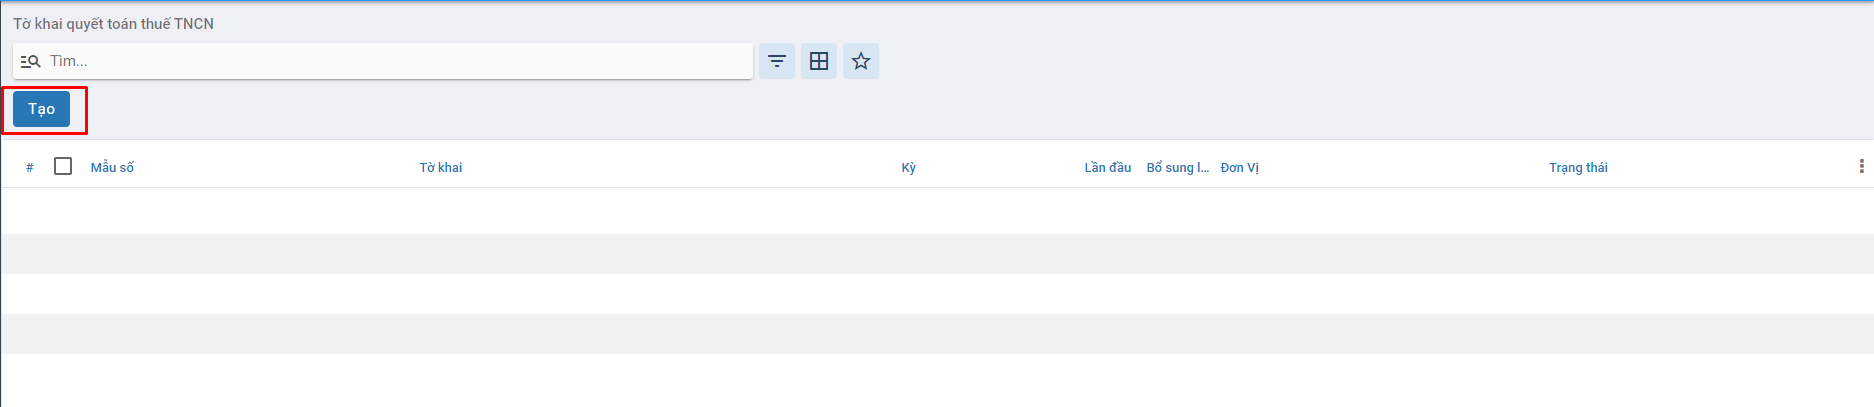 Tờ khai quyết toán thuế TNCN
Tìm...
Tạo
# Mẫu số Tờ khai Kỳ Lần đầu Bổ sung l... Đơn Vị Trạng thái